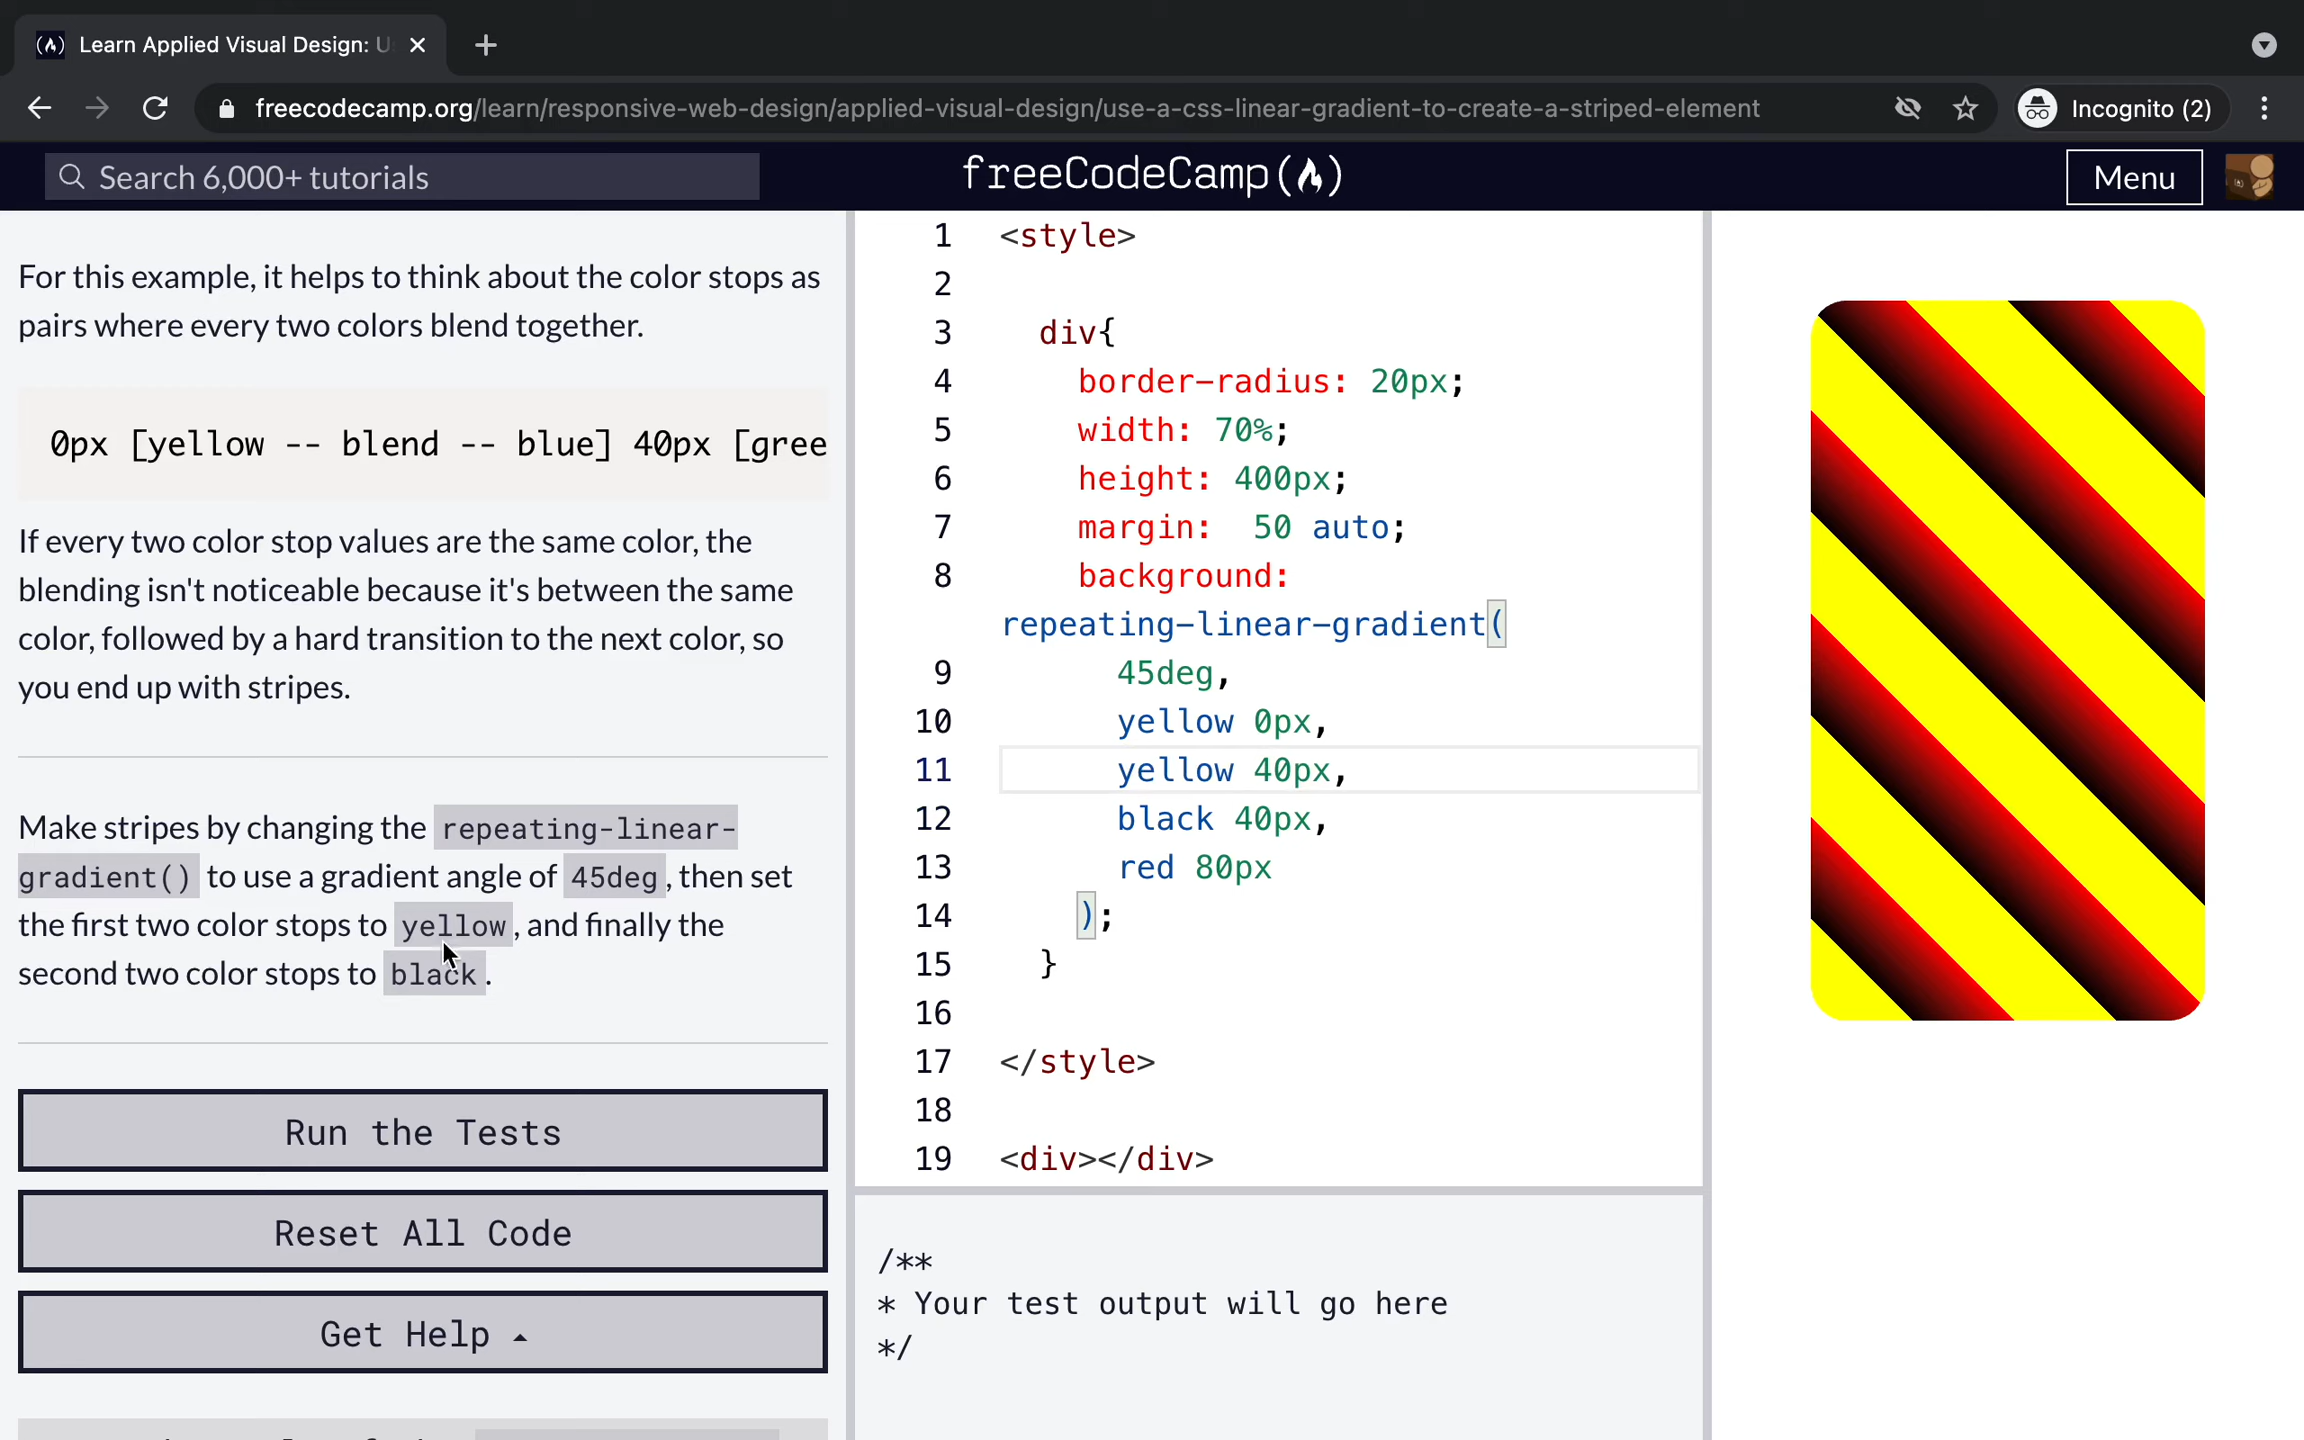 Learn Applied Visual Design: U
freecodecamp.org/learn/responsive-web-design/applied-visual-design/use-a-css-linear-gradient-to-create-a-striped-element
Incognito (2)
Search 6,000+ tutorials
freeCodeCamp(🔥)
Menu
For this example, it helps to think about the color stops as
pairs where every two colors blend together.
0px [yellow -- blend -- blue] 40px [gree
If every two color stop values are the same color, the
blending isn't noticeable because it's between the same
color, followed by a hard transition to the next color, so
you end up with stripes.
Make stripes by changing the repeating-linear-
gradient() to use a gradient angle of 45deg, then set
the first two color stops to yellow, and finally the
second two color stops to black.
Run the Tests
Reset All Code
Get Help
1 <style>
2
3 div{
4 border-radius: 20px;
5 width: 70%;
6 height: 400px;
7 margin:  50 auto;
8 background:
repeating-linear-gradient(
9 45deg,
10 yellow 0px,
11 yellow 40px,
12 black 40px,
13 red 80px
14 );
15 }
16
17 </style>
18
19 <div></div>
/**
* Your test output will go here
*/